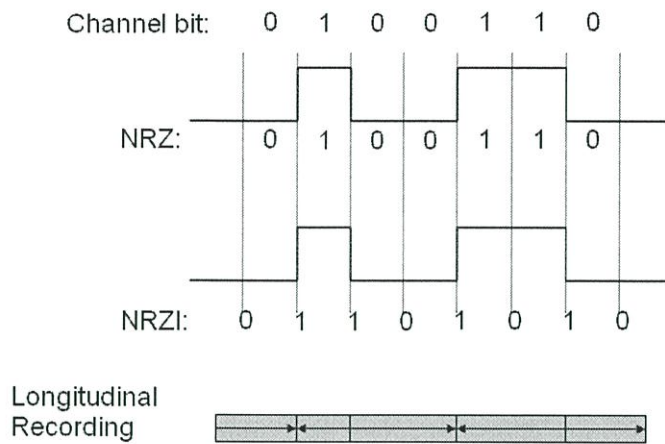 Channel bit: 0 1 0 0 1 1 0
NRZ: 0 1 0 0 1 1 0
NRZI: 0 1 1 0 1 0 1 0
Longitudinal
Recording